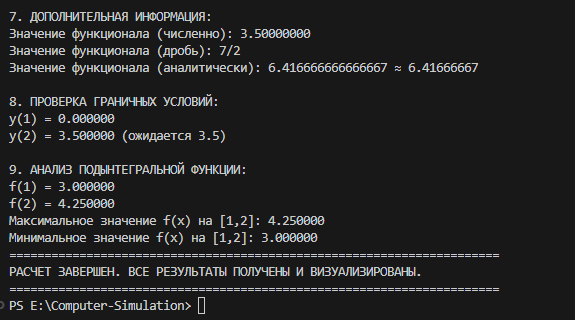 7. ДОПОЛНИТЕЛЬНАЯ ИНФОРМАЦИЯ:
Значение функционала (численно): 3.50000000
Значение функционала (дробь): 7/2
Значение функционала (аналитически): 6.416666666666667 ≈ 6.41666667
8. ПРОВЕРКА ГРАНИЧНЫХ УСЛОВИЙ:
y(1) = 0.000000
y(2) = 3.500000 (ожидается 3.5)
9. АНАЛИЗ ПОДЫНТЕГРАЛЬНОЙ ФУНКЦИИ:
f(1) = 3.000000
f(2) = 4.250000
Максимальное значение f(x) на [1,2]: 4.250000
Минимальное значение f(x) на [1,2]: 3.000000
======================================================================
РАСЧЕТ ЗАВЕРШЕН. ВСЕ РЕЗУЛЬТАТЫ ПОЛУЧЕНЫ И ВИЗУАЛИЗИРОВАНЫ.
======================================================================
PS E:\Computer-Simulation>